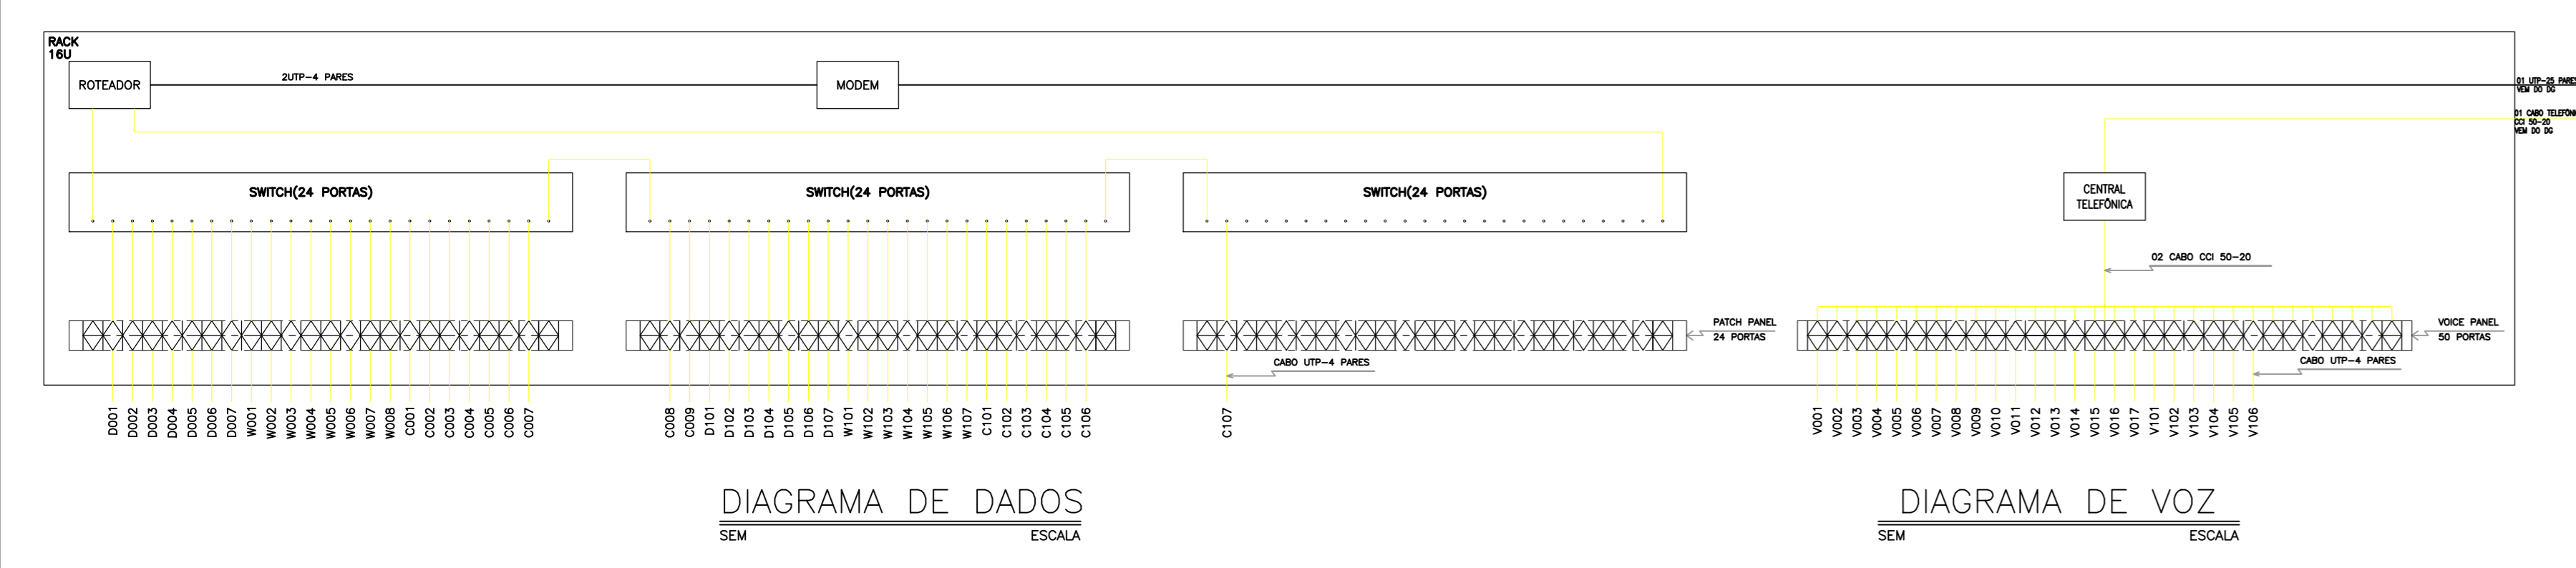 RACK
16U
ROTEADOR
2UTP-4 PARES
MODEM
01 UTP-25 PARES
VEM DO DG
01 CABO
CCI 50-20
VEM DO DG
SWITCH(24 PORTAS)
SWITCH(24 PORTAS)
SWITCH(24 PORTAS)
CENTRAL
TELEFÔNICA
02 CABO CCI 50-20
PATCH PANEL
24 PORTAS
VOICE PANEL
50 PORTAS
CABO UTP-4 PARES
CABO UTP-4 PARES
D001
D002
D003
D004
D005
D006
D007
W001
W002
W003
W004
W005
W006
W007
W008
C001
C002
C003
C004
C005
C006
C007
C008
C009
D101
D102
D103
D104
D105
D106
D107
W101
W102
W103
W104
W105
W106
W107
C101
C102
C103
C104
C105
C106
C107
V001
V002
V003
V004
V005
V006
V007
V008
V009
V010
V011
V012
V013
V014
V015
V016
V017
V101
V102
V103
V104
V105
V106
DIAGRAMA DE DADOS
SEM ESCALA
DIAGRAMA DE VOZ
SEM ESCALA